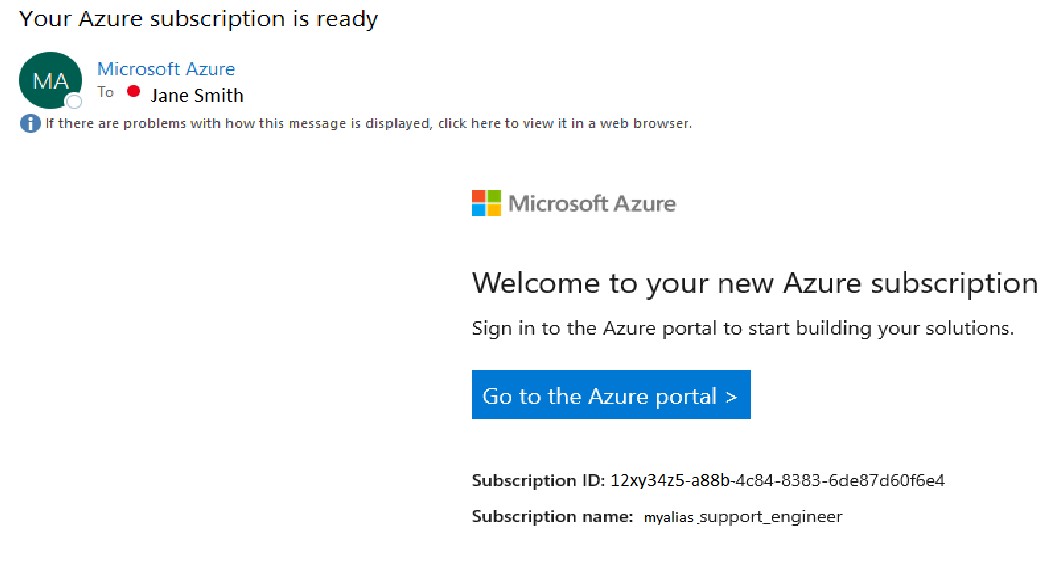 Your Azure subscription is ready
MA
Microsoft Azure
To Jane Smith
i If there are problems with how this message is displayed, click here to view it in a web browser.
Microsoft Azure
Welcome to your new Azure subscription
Sign in to the Azure portal to start building your solutions.
Go to the Azure portal >
Subscription ID: 12xy34z5-a88b-4c84-8383-6de87d60f6e4
Subscription name: myalias_support_engineer